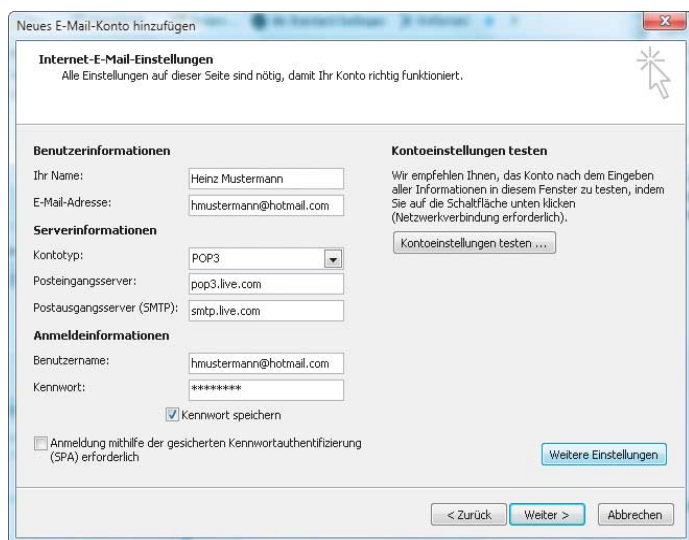 Neues E-Mail-Konto hinzufügen
Internet-E-Mail-Einstellungen
Alle Einstellungen auf dieser Seite sind nötig, damit Ihr Konto richtig funktioniert.
Benutzerinformationen
Ihr Name:
Heinz Mustermann
E-Mail-Adresse:
hmustermann@hotmail.com
Serverinformationen
Kontotyp:
POP3
Posteingangsserver:
pop3.live.com
Postausgangsserver (SMTP):
smtp.live.com
Anmeldeinformationen
Benutzername:
hmustermann@hotmail.com
Kennwort:
********
Kennwort speichern
Anmeldung mithilfe der gesicherten Kennwortauthentifizierung
(SPA) erforderlich
Kontoeinstellungen testen
Wir empfehlen Ihnen, das Konto nach dem Eingeben
aller Informationen in diesem Fenster zu testen, indem
Sie auf die Schaltfläche unten klicken
(Netzwerkverbindung erforderlich).
Kontoeinstellungen testen ...
Weitere Einstellungen
< Zurück
Weiter >
Abbrechen